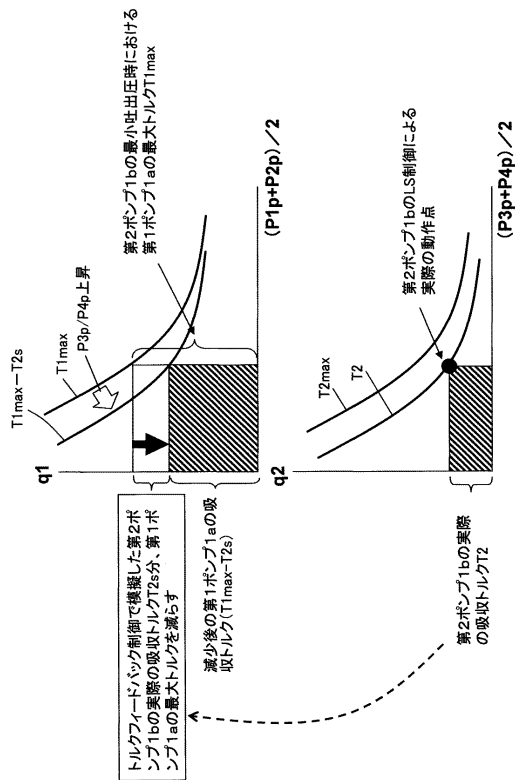 トルクフィードバック制御で模擬した第2ポ
ンプ1bの実際の吸収トルクT2s分、第1ポ
ンプ1aの最大トルクを減らす
減少後の第1ポンプ1aの吸
収トルク(T1max−T2s)
q1
T1max−T2s
T1max
P3p/P4p上昇
第2ポンプ1bの最小吐出圧時における
第1ポンプ1aの最大トルクT1max
(P1p+P2p)/2
第2ポンプ1bの実際
の吸収トルクT2
q2
T2max
T2
第2ポンプ1bのLS制御による
実際の動作点
(P3p+P4p)/2